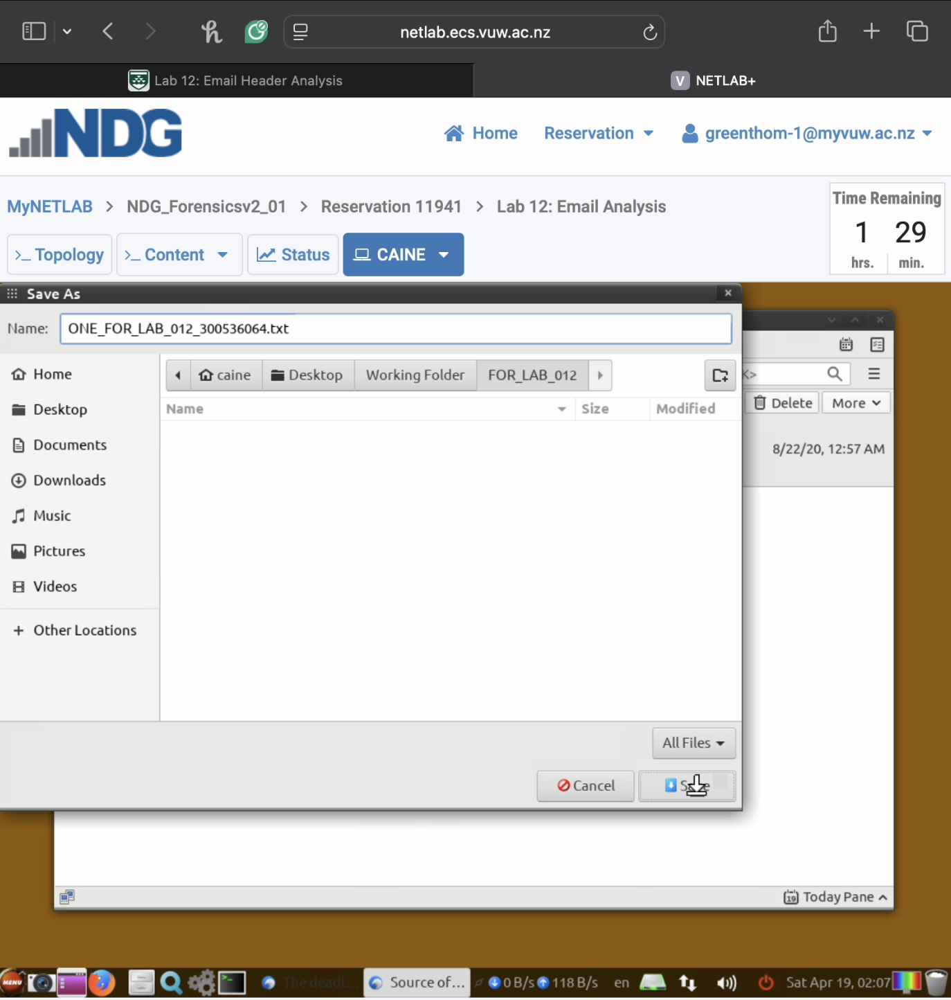 netlab.ecs.vuw.ac.nz
Lab 12: Email Header Analysis
V NETLAB+
NDG
Home Reservation greenthom-1@myvuw.ac.nz
MyNETLAB > NDG_Forensicsv2_01 > Reservation 11941 > Lab 12: Email Analysis
Time Remaining
1 29
hrs. min.
>_ Topology >_ Content Status CAINE
Save As
Name: ONE_FOR_LAB_012_300536064.txt
Home
caine Desktop Working Folder FOR_LAB_012
K>
Name Size Modified
Delete More
Desktop
Documents
8/22/20, 12:57 AM
Downloads
Music
Pictures
Videos
+ Other Locations
All Files
Cancel
19 Today Pane
MENU
The deadl...
Source of...
0 B/s 118 B/s en Sat Apr 19, 02:07